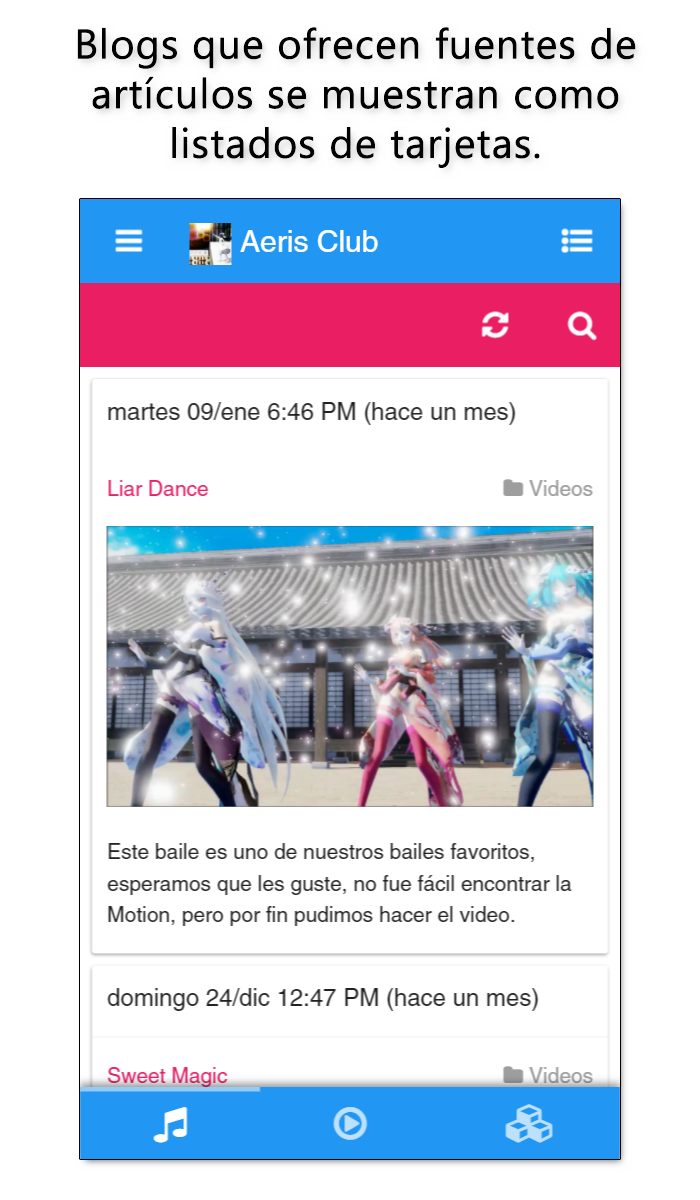 Blogs que ofrecen fuentes de
artículos se muestran como
listados de tarjetas.
Aeris Club
martes 09/ene 6:46 PM (hace un mes)
Liar Dance Videos
Este baile es uno de nuestros bailes favoritos,
esperamos que les guste, no fue fácil encontrar la
Motion, pero por fin pudimos hacer el video.
domingo 24/dic 12:47 PM (hace un mes)
Sweet Magic Videos